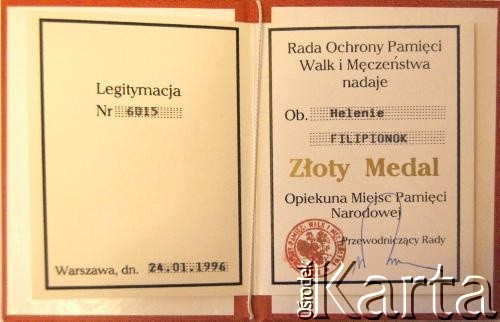 Legitymacja
Nr 6015
Warszawa, dn. 24.01.1996
Rada Ochrony Pamięci
Walk i Męczeństwa
nadaje
Ob. Helenie
FILIPIONOK
Złoty Medal
Opiekuna Miejsc Pamięci
Narodowej
Przewodniczący Rady
Ośrodek
Karta